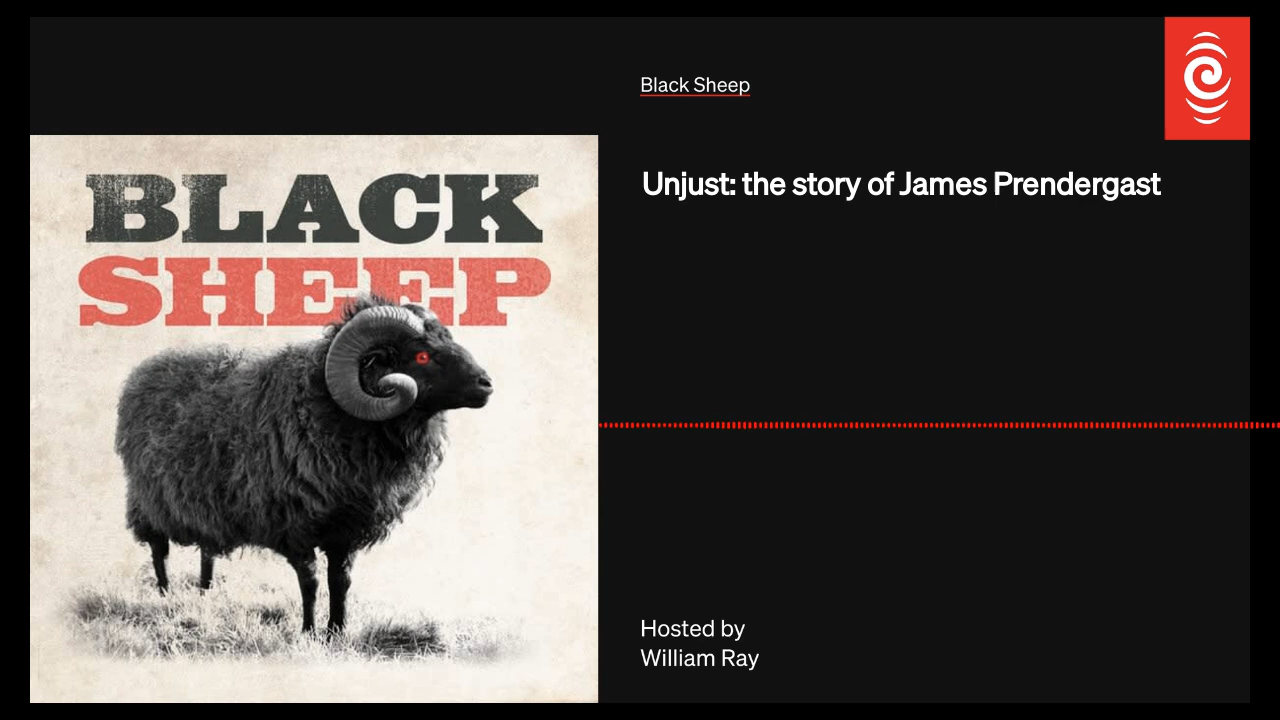 Black Sheep
BLACK
SHEEP
Unjust: the story of James Prendergast
Hosted by
William Ray